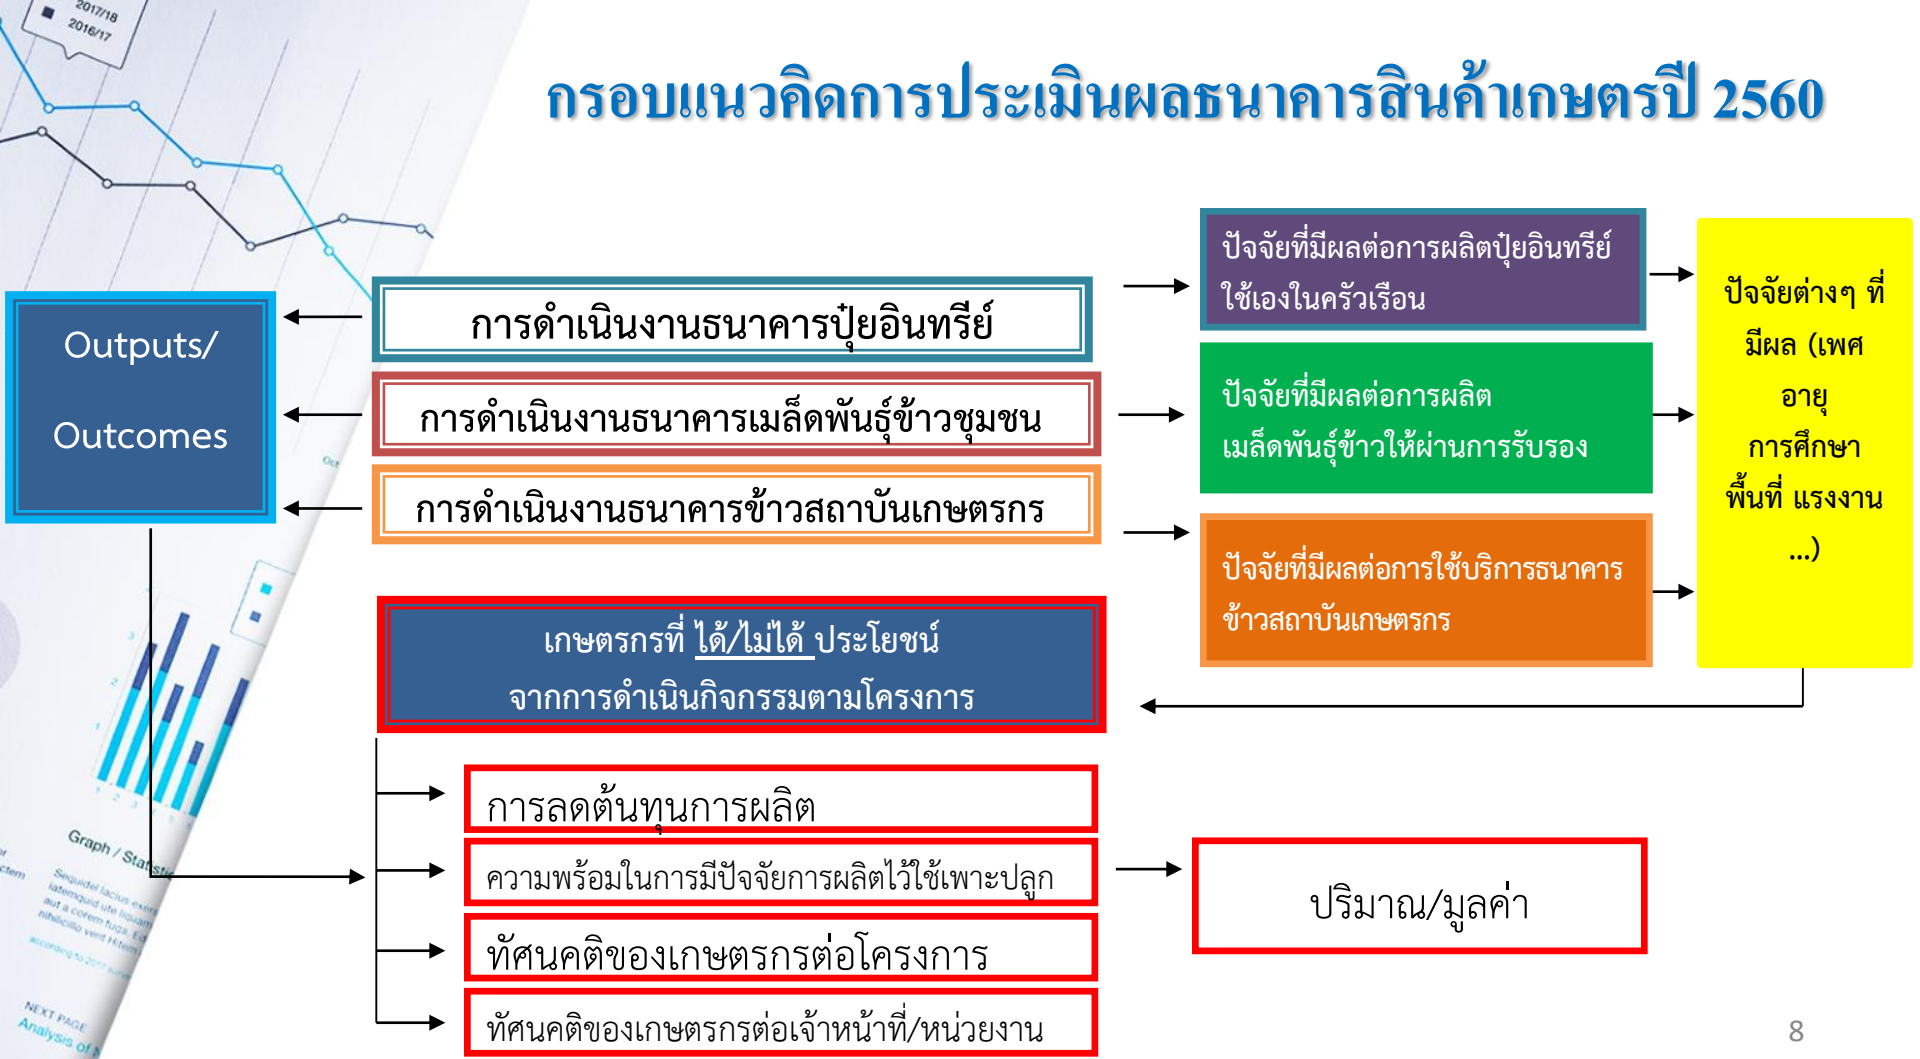 2017/18
2016/17
กรอบแนวคิดการประเมินผลธนาคารสินค้าเกษตรปี 2560
Outputs/
Outcomes
การดำเนินงานธนาคารปุ๋ยอินทรีย์
การดำเนินงานธนาคารเมล็ดพันธุ์ข้าวชุมชน
การดำเนินงานธนาคารข้าวสถาบันเกษตรกร
ปัจจัยที่มีผลต่อการผลิตปุ๋ยอินทรีย์
ใช้เองในครัวเรือน
ปัจจัยที่มีผลต่อการผลิต
เมล็ดพันธุ์ข้าวให้ผ่านการรับรอง
ปัจจัยที่มีผลต่อการใช้บริการธนาคาร
ข้าวสถาบันเกษตรกร
ปัจจัยต่างๆ ที่
มีผล (เพศ
อายุ
การศึกษา
พื้นที่ แรงงาน
...)
เกษตรกรที่ ได้/ไม่ได้ ประโยชน์
จากการดำเนินกิจกรรมตามโครงการ
การลดต้นทุนการผลิต
ความพร้อมในการมีปัจจัยการผลิตไว้ใช้เพาะปลูก
ทัศนคติของเกษตรกรต่อโครงการ
ทัศนคติของเกษตรกรต่อเจ้าหน้าที่/หน่วยงาน
ปริมาณ/มูลค่า
Graph / Statistic
NEXT PAGE
Analysis of
8